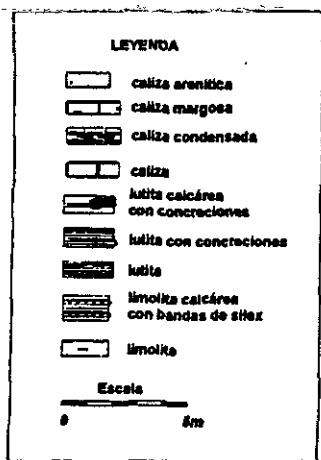 LEYENDA
caliza arenítica
caliza margosa
caliza condensada
caliza
lutita calcárea
con concreciones
lutita con concreciones
lutita
limolita calcárea
con bandas de sílex
limolita
Escala
0 5m